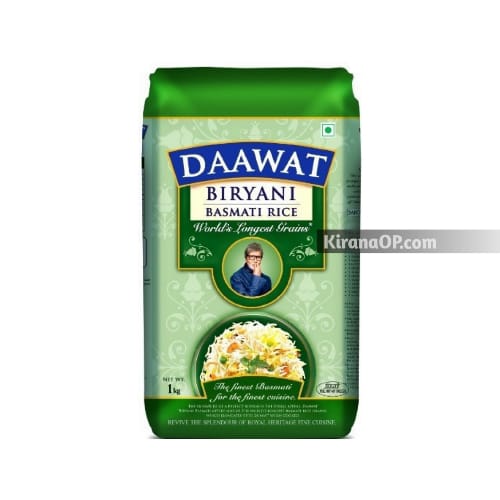 DAAWAT
BIRYANI
BASMATI RICE
World's Longest Grains*
KiranaOP.com
NET WT.
1kg
The finest Basmati
for the finest cuisine.
REVIVE THE SPLENDOUR OF ROYAL HERITAGE FINE CUISINE.